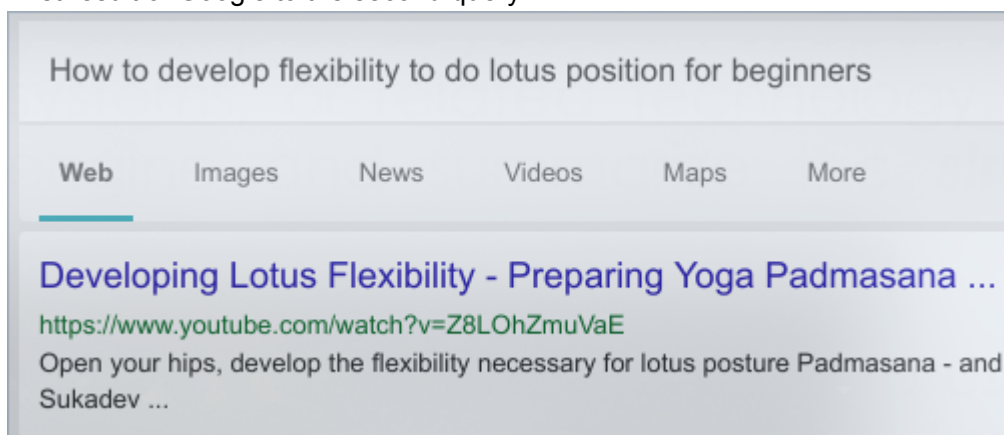 How to develop flexibility to do lotus position for beginners
Web Images News Videos Maps More
Developing Lotus Flexibility - Preparing Yoga Padmasana ...
https://www.youtube.com/watch?v=Z8LOhZmuVaE
Open your hips, develop the flexibility necessary for lotus posture Padmasana - and
Sukadev ...